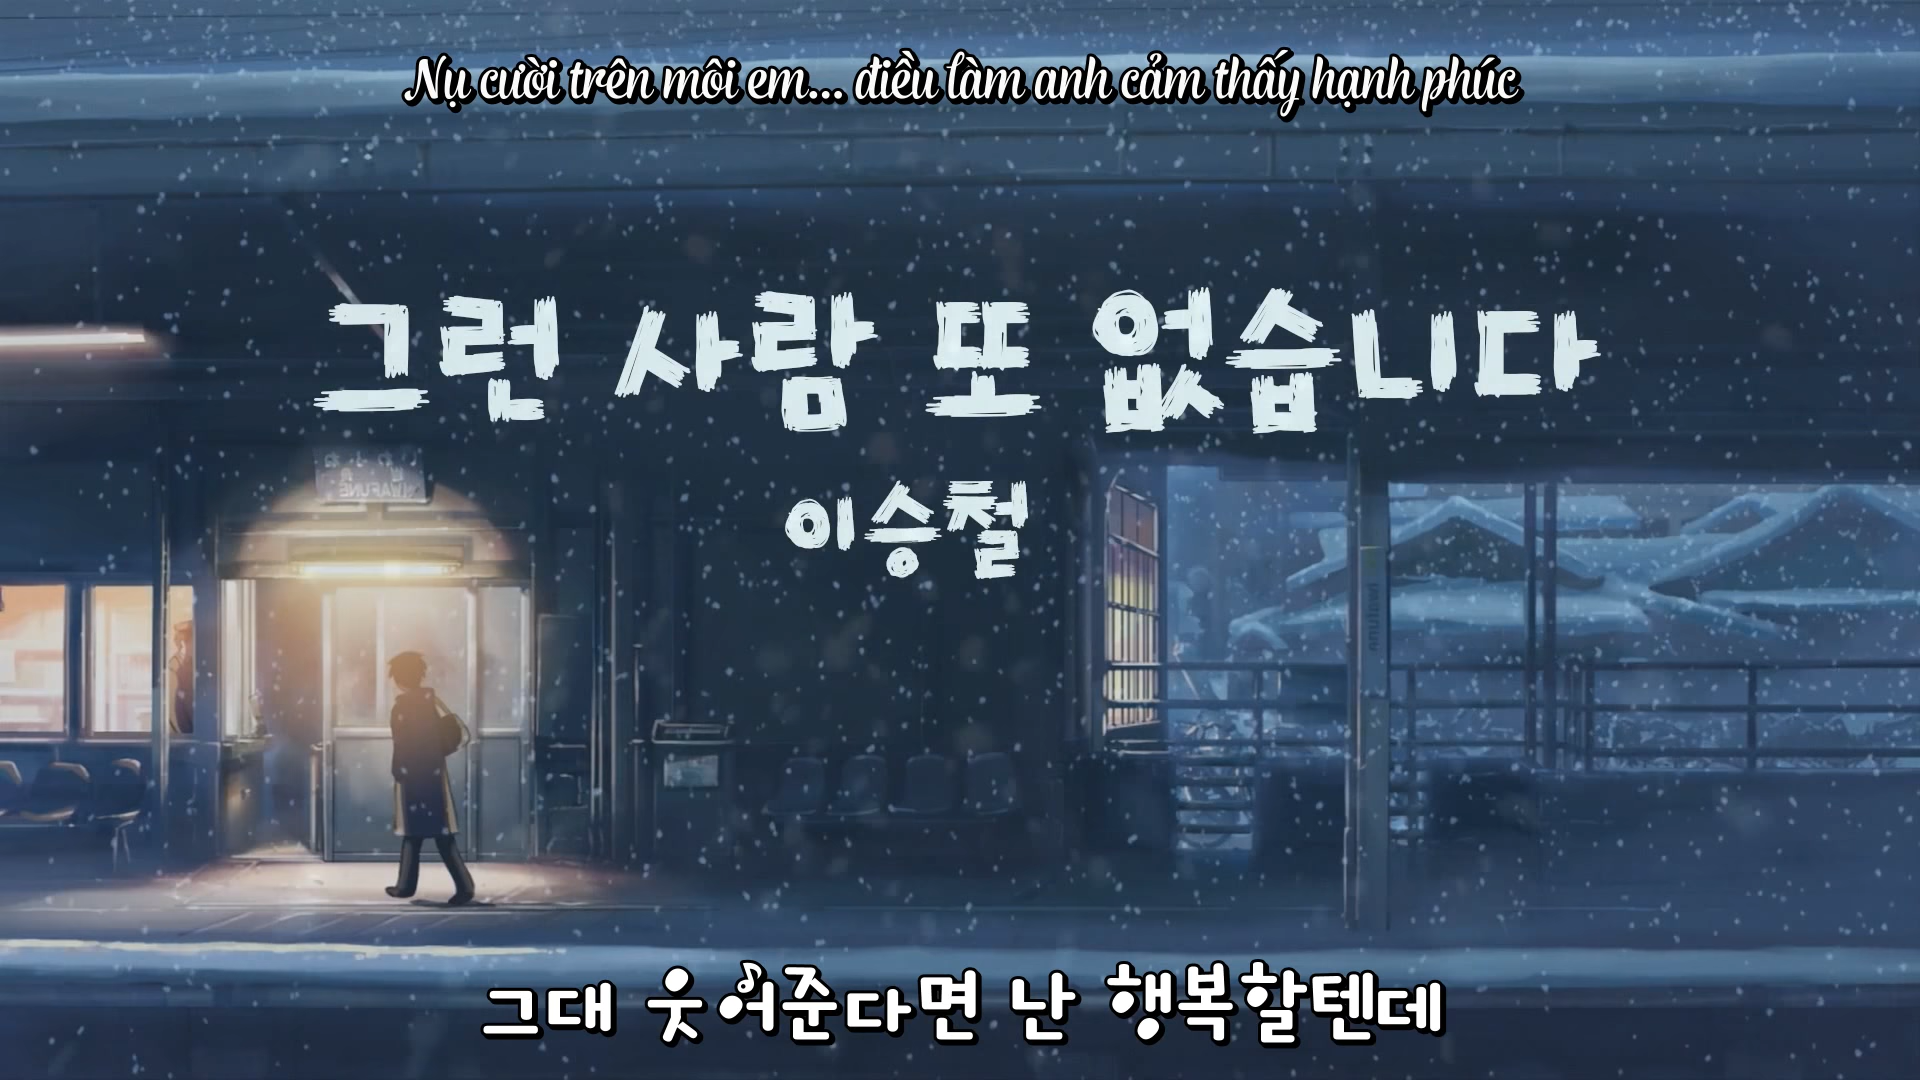 Nụ cười trên môi em... điều làm anh cảm thấy hạnh phúc
그런 사람 또 없습니다
이승철
그대 웃어준다면 난 행복할텐데